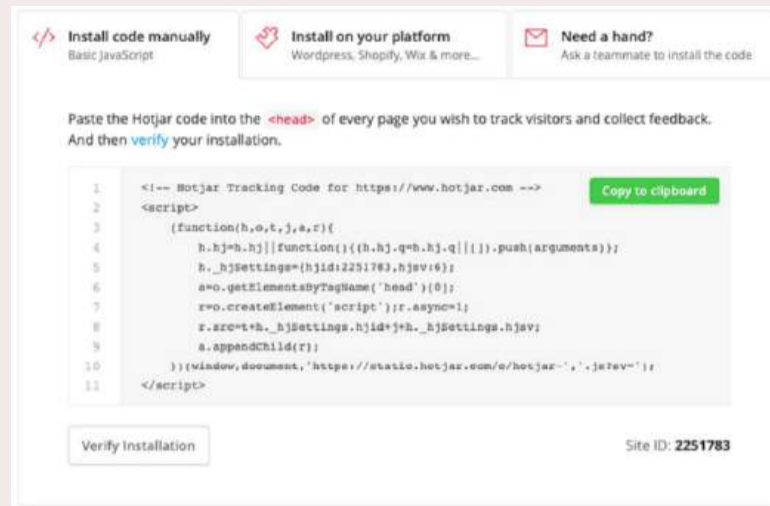 </> Install code manually
Basic JavaScript
Install on your platform
Wordpress, Shopify, Wix & more...
Need a hand?
Ask a teammate to install the code
Paste the Hotjar code into the <head> of every page you wish to track visitors and collect feedback.
And then verify your installation.
Copy to clipboard
1 <!-- Hotjar Tracking Code for https://www.hotjar.com -->
2 <script>
3 (function(h,o,t,j,a,r){
4 h.hj=h.hj||function(){(h.hj.q=h.hj.q||[]).push(arguments)};
5 h._hjSettings={hjid:2251783,hjsv:6};
6 a=o.getElementsByTagName('head')[0];
7 r=o.createElement('script');r.async=1;
8 r.src=t+h._hjSettings.hjid+j+h._hjSettings.hjsv;
9 a.appendChild(r);
10 })(window,document,'https://static.hotjar.com/c/hotjar-','.js?sv=');
11 </script>
Verify Installation
Site ID: 2251783